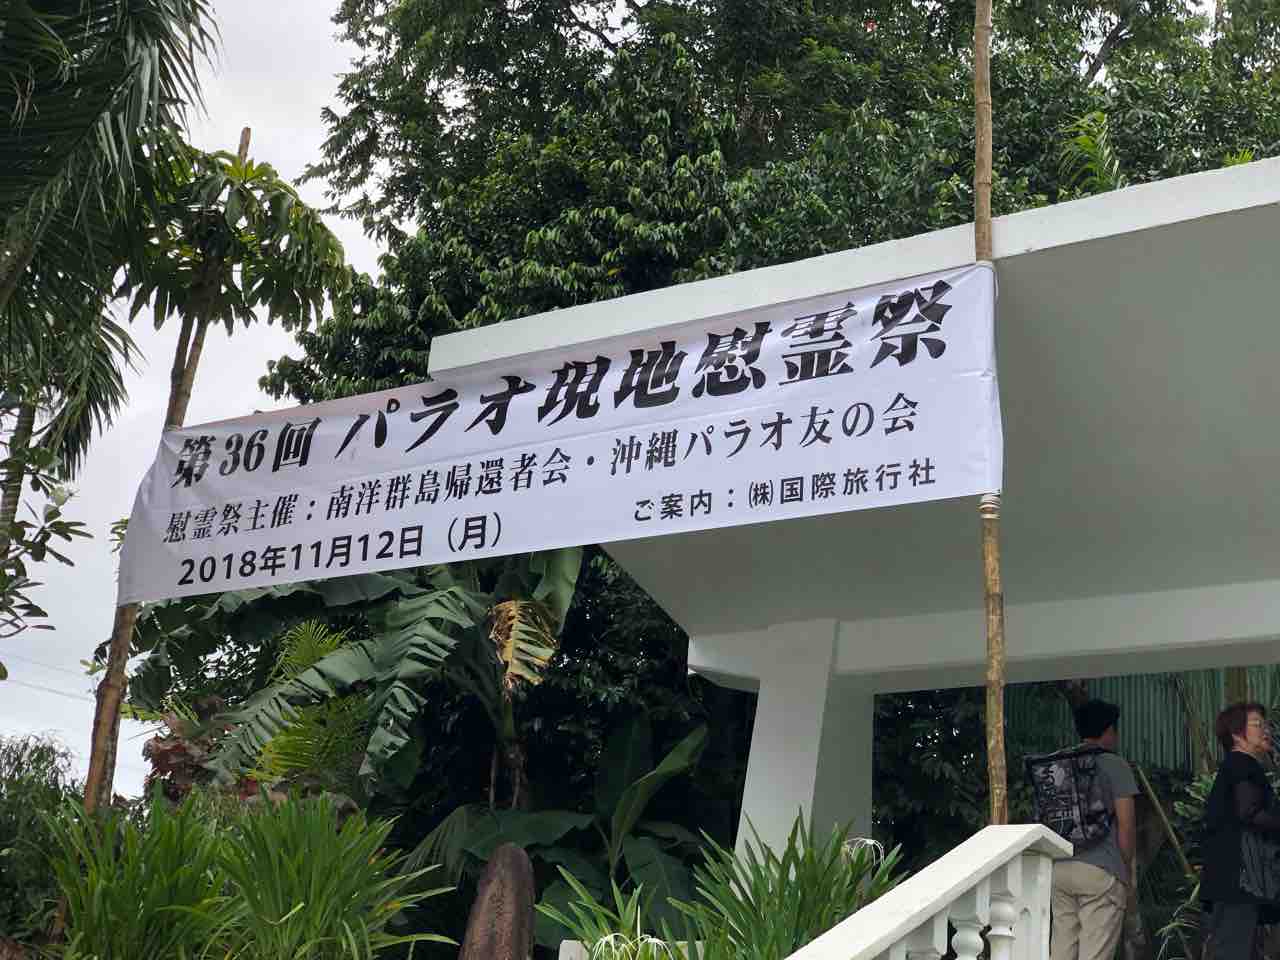 第36回 パラオ現地慰霊祭
慰霊祭主催：南洋群島帰還者会・沖縄パラオ友の会
2018年11月12日（月） ご案内：㈱国際旅行社